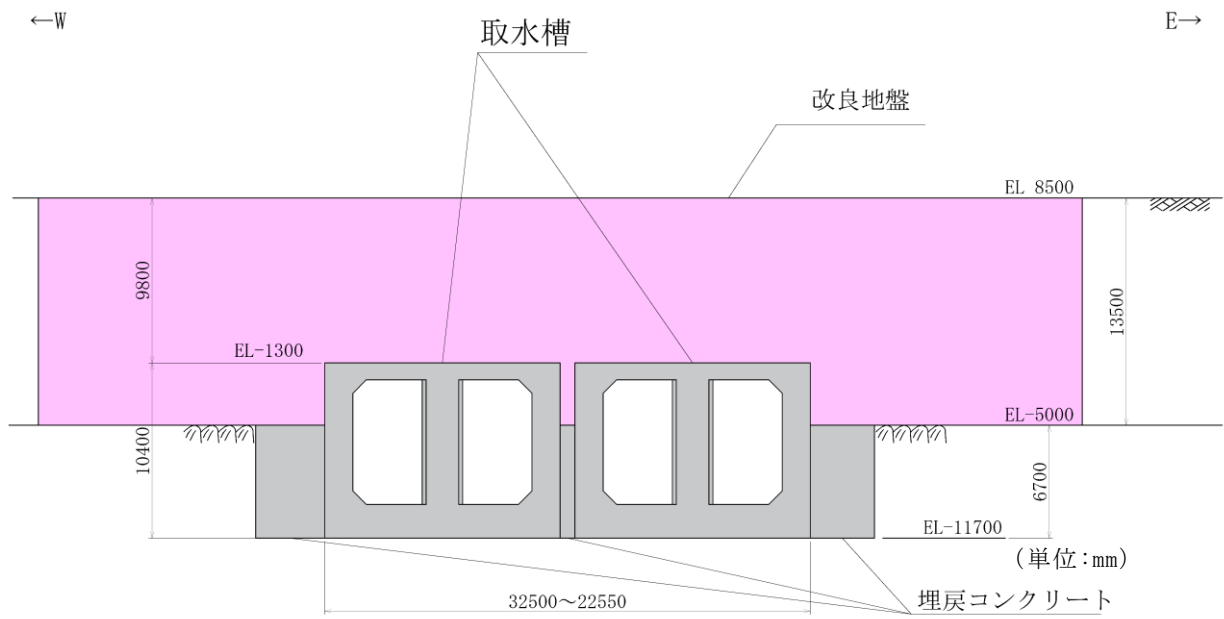 ←W
E→
取水槽
改良地盤
EL 8500
9800
13500
EL-1300
EL-5000
10400
6700
EL-11700
(単位:mm)
32500～22550
埋戻コンクリート